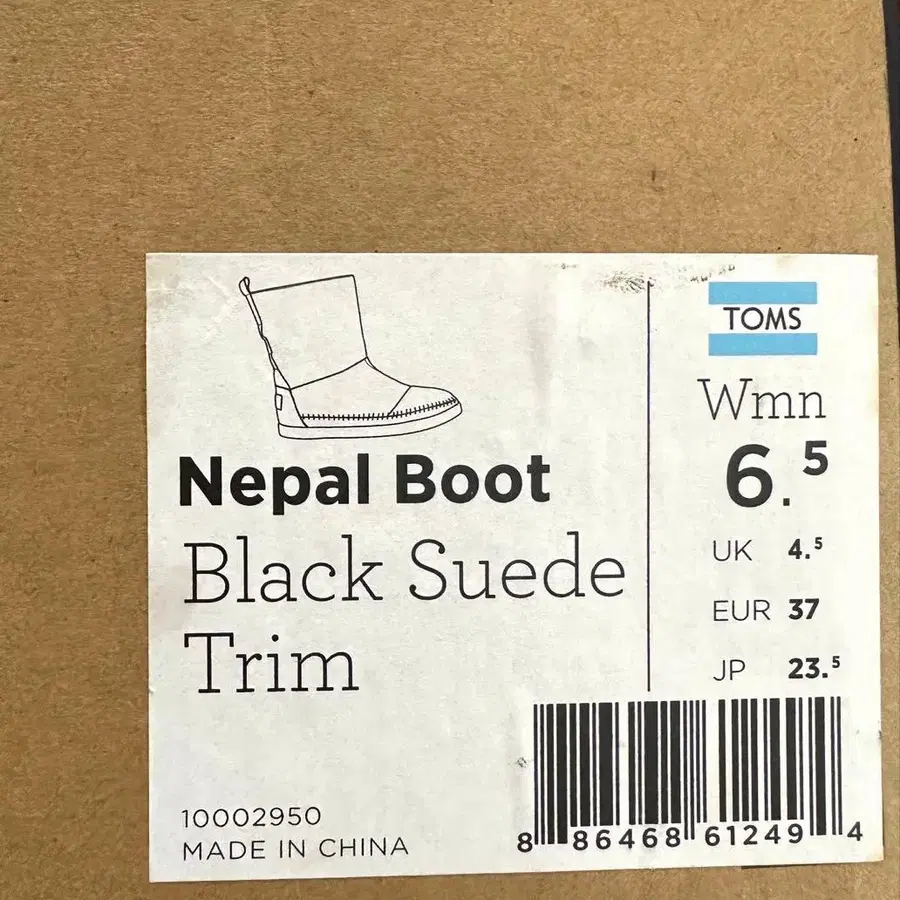 Nepal Boot
Black Suede
Trim
10002950
MADE IN CHINA
TOMS
Wmn
6.5
UK 4.5
EUR 37
JP 23.5
8 86468 61249 4